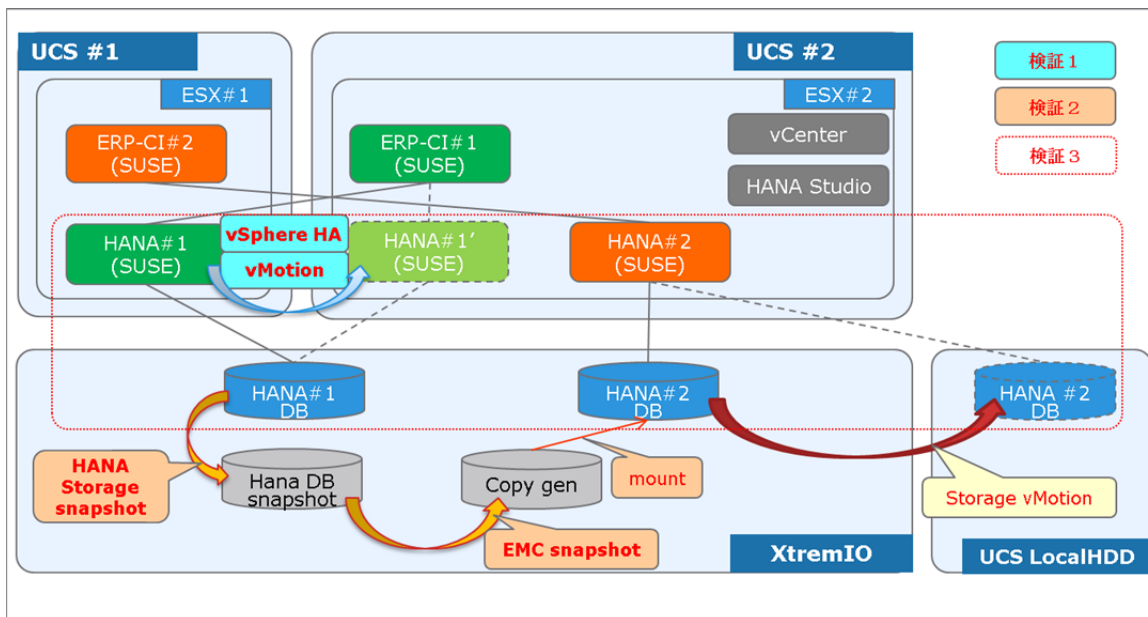 UCS #1
UCS #2
検証１
検証２
検証３
ESX#1
ESX#2
ERP-CI#2
(SUSE)
ERP-CI#1
(SUSE)
vCenter
HANA Studio
HANA#1
(SUSE)
vSphere HA
vMotion
HANA#1′
(SUSE)
HANA#2
(SUSE)
HANA#1
DB
HANA#2
DB
HANA #2
DB
HANA
Storage
snapshot
Hana DB
snapshot
Copy gen
mount
EMC snapshot
Storage vMotion
XtremIO
UCS LocalHDD